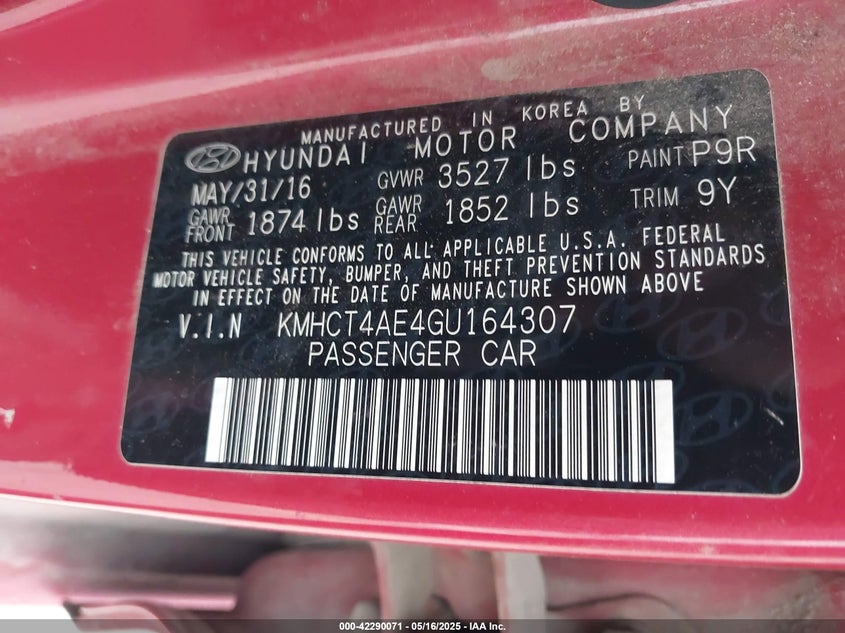 MANUFACTURED IN KOREA BY
HYUNDAI MOTOR COMPANY
MAY/31/16 GVWR 3527 lbs PAINT P9R
GAWR FRONT 1874 lbs GAWR REAR 1852 lbs TRIM 9Y
THIS VEHICLE CONFORMS TO ALL APPLICABLE U.S.A. FEDERAL
MOTOR VEHICLE SAFETY, BUMPER, AND THEFT PREVENTION STANDARDS
IN EFFECT ON THE DATE OF MANUFACTURE SHOWN ABOVE
V.I.N KMHCT4AE4GU164307
PASSENGER CAR
000-42290071 - 05/16/2025 - IAA Inc.